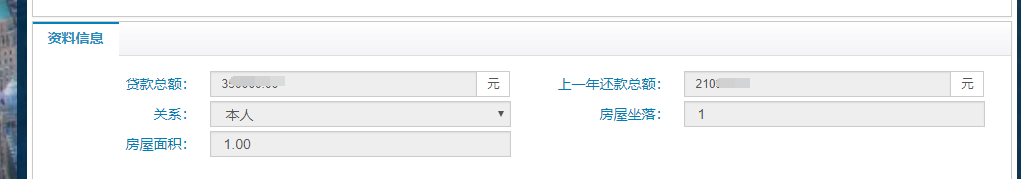 资料信息
贷款总额: 元 上一年还款总额: 元
关系: 本人 房屋坐落: 1
房屋面积: 1.00